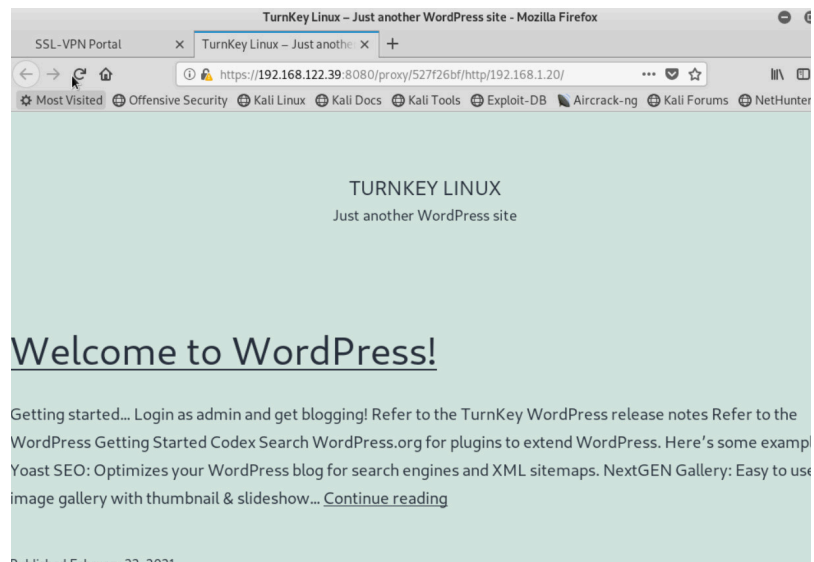 TurnKey Linux – Just another WordPress site - Mozilla Firefox
SSL-VPN Portal
TurnKey Linux – Just anothe
https://192.168.122.39:8080/proxy/527f26bf/http/192.168.1.20/
Most Visited Offensive Security Kali Linux Kali Docs Kali Tools Exploit-DB Aircrack-ng Kali Forums NetHunter
TURNKEY LINUX
Just another WordPress site
Welcome to WordPress!
Getting started... Login as admin and get blogging! Refer to the TurnKey WordPress release notes Refer to the
WordPress Getting Started Codex Search WordPress.org for plugins to extend WordPress. Here's some exampl
Yoast SEO: Optimizes your WordPress blog for search engines and XML sitemaps. NextGEN Gallery: Easy to use
image gallery with thumbnail & slideshow... Continue reading